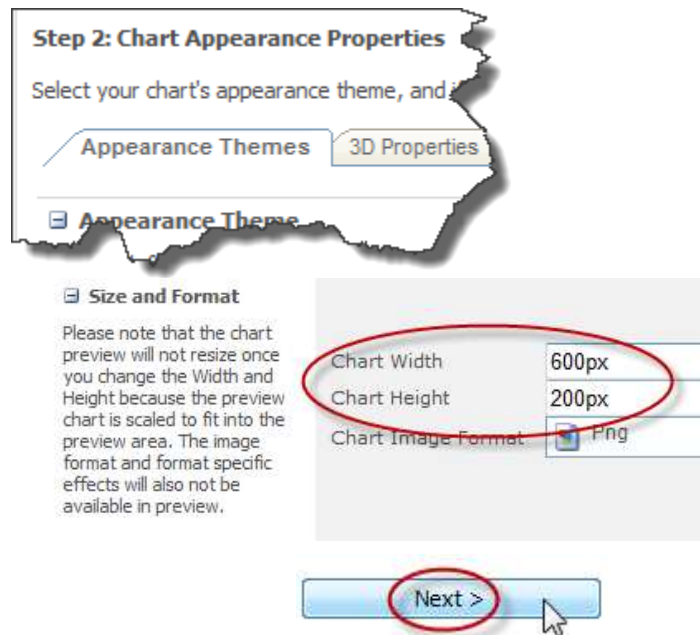 Step 2: Chart Appearance Properties
Select your chart's appearance theme, and
Appearance Themes 3D Properties
Appearance Theme
Size and Format
Please note that the chart
preview will not resize once
you change the Width and
Height because the preview
chart is scaled to fit into the
preview area. The image
format and format specific
effects will also not be
available in preview.
Chart Width 600px
Chart Height 200px
Chart Image Format Png
Next >